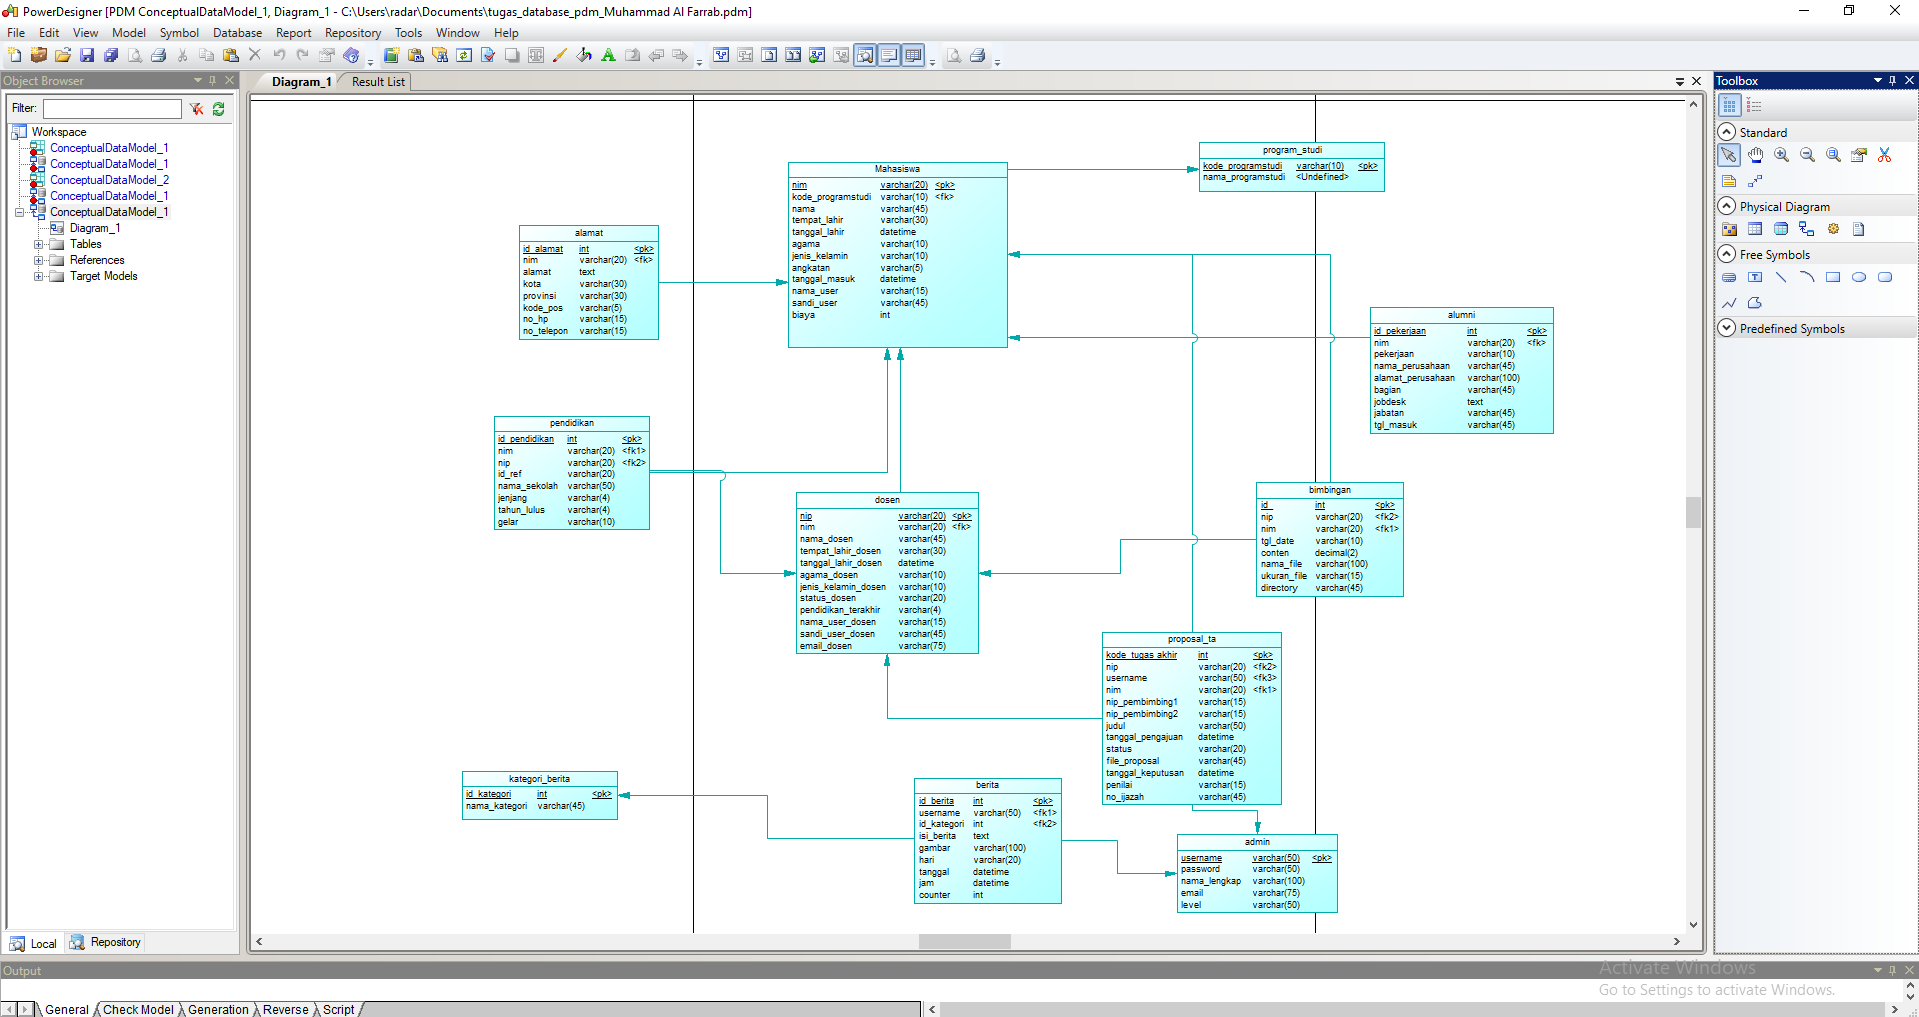 PowerDesigner [PDM ConceptualDataModel_1, Diagram_1 - C:\Users\radar\Documents\tugas_database_pdm_Muhammad Al Farrab.pdm]
File Edit View Model Symbol Database Report Repository Tools Window Help
Object Browser
Filter:
Workspace
ConceptualDataModel_1
ConceptualDataModel_1
ConceptualDataModel_2
ConceptualDataModel_1
ConceptualDataModel_1
Diagram_1
Tables
References
Target Models
Local Repository
Diagram_1 Result List
program_studi
kode_programstudi varchar(10) <pk>
nama_programstudi <Undefined>
Mahasiswa
nim varchar(20) <pk>
kode_programstudi varchar(10) <fk>
nama varchar(45)
tempat_lahir varchar(30)
tanggal_lahir datetime
agama varchar(10)
jenis_kelamin varchar(10)
angkatan varchar(5)
tanggal_masuk datetime
nama_user varchar(15)
sandi_user varchar(45)
biaya int
alamat
id_alamat int <pk>
nim varchar(20) <fk>
alamat text
kota varchar(30)
provinsi varchar(30)
kode_pos varchar(5)
no_hp varchar(15)
no_telepon varchar(15)
alumni
id_pekerjaan int <pk>
nim varchar(20) <fk>
pekerjaan varchar(10)
nama_perusahaan varchar(45)
alamat_perusahaan varchar(100)
bagian varchar(45)
jobdesk text
jabatan varchar(45)
tgl_masuk varchar(45)
pendidikan
id_pendidikan int <pk>
nim varchar(20) <fk1>
nip varchar(20) <fk2>
id_ref varchar(20)
nama_sekolah varchar(50)
jenjang varchar(4)
tahun_lulus varchar(4)
gelar varchar(10)
dosen
nip varchar(20) <pk>
nim varchar(20) <fk>
nama_dosen varchar(45)
tempat_lahir_dosen varchar(30)
tanggal_lahir_dosen datetime
agama_dosen varchar(10)
jenis_kelamin_dosen varchar(10)
status_dosen varchar(20)
pendidikan_terakhir varchar(4)
nama_user_dosen varchar(15)
sandi_user_dosen varchar(45)
email_dosen varchar(75)
bimbingan
id_ int <pk>
nip varchar(20) <fk2>
nim varchar(20) <fk1>
tgl_date varchar(10)
conten decimal(2)
nama_file varchar(100)
ukuran_file varchar(15)
directory varchar(45)
proposal_ta
kode_tugas akhir int <pk>
nip varchar(20) <fk2>
username varchar(50) <fk3>
nim varchar(20) <fk1>
nip_pembimbing1 varchar(15)
nip_pembimbing2 varchar(15)
judul varchar(50)
tanggal_pengajuan datetime
status varchar(20)
file_proposal varchar(45)
tanggal_keputusan datetime
penilai varchar(15)
no_ijazah varchar(45)
kategori_berita
id_kategori int <pk>
nama_kategori varchar(45)
berita
id_berita int <pk>
username varchar(50) <fk1>
id_kategori int <fk2>
isi_berita text
gambar varchar(100)
hari varchar(20)
tanggal datetime
jam datetime
counter int
admin
username varchar(50) <pk>
password varchar(50)
nama_lengkap varchar(100)
email varchar(75)
level varchar(50)
Toolbox
Standard
Physical Diagram
Free Symbols
Predefined Symbols
Output
General Check Model Generation Reverse Script
Activate Windows
Go to Settings to activate Windows.